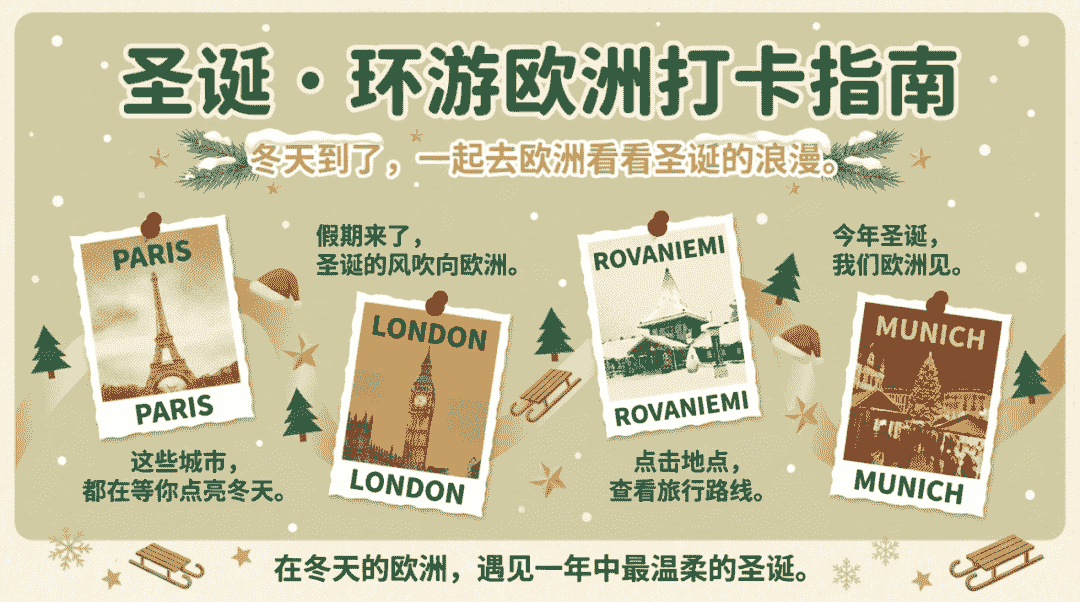 圣诞·环游欧洲打卡指南
冬天到了，一起去欧洲看看圣诞的浪漫。
PARIS
PARIS
这些城市，
都在等你点亮冬天。
假期来了，
圣诞的风吹向欧洲。
LONDON
LONDON
ROVANIEMI
ROVANIEMI
点击地点，
查看旅行路线。
今年圣诞，
我们欧洲见。
MUNICH
MUNICH
在冬天的欧洲，遇见一年中最温柔的圣诞。